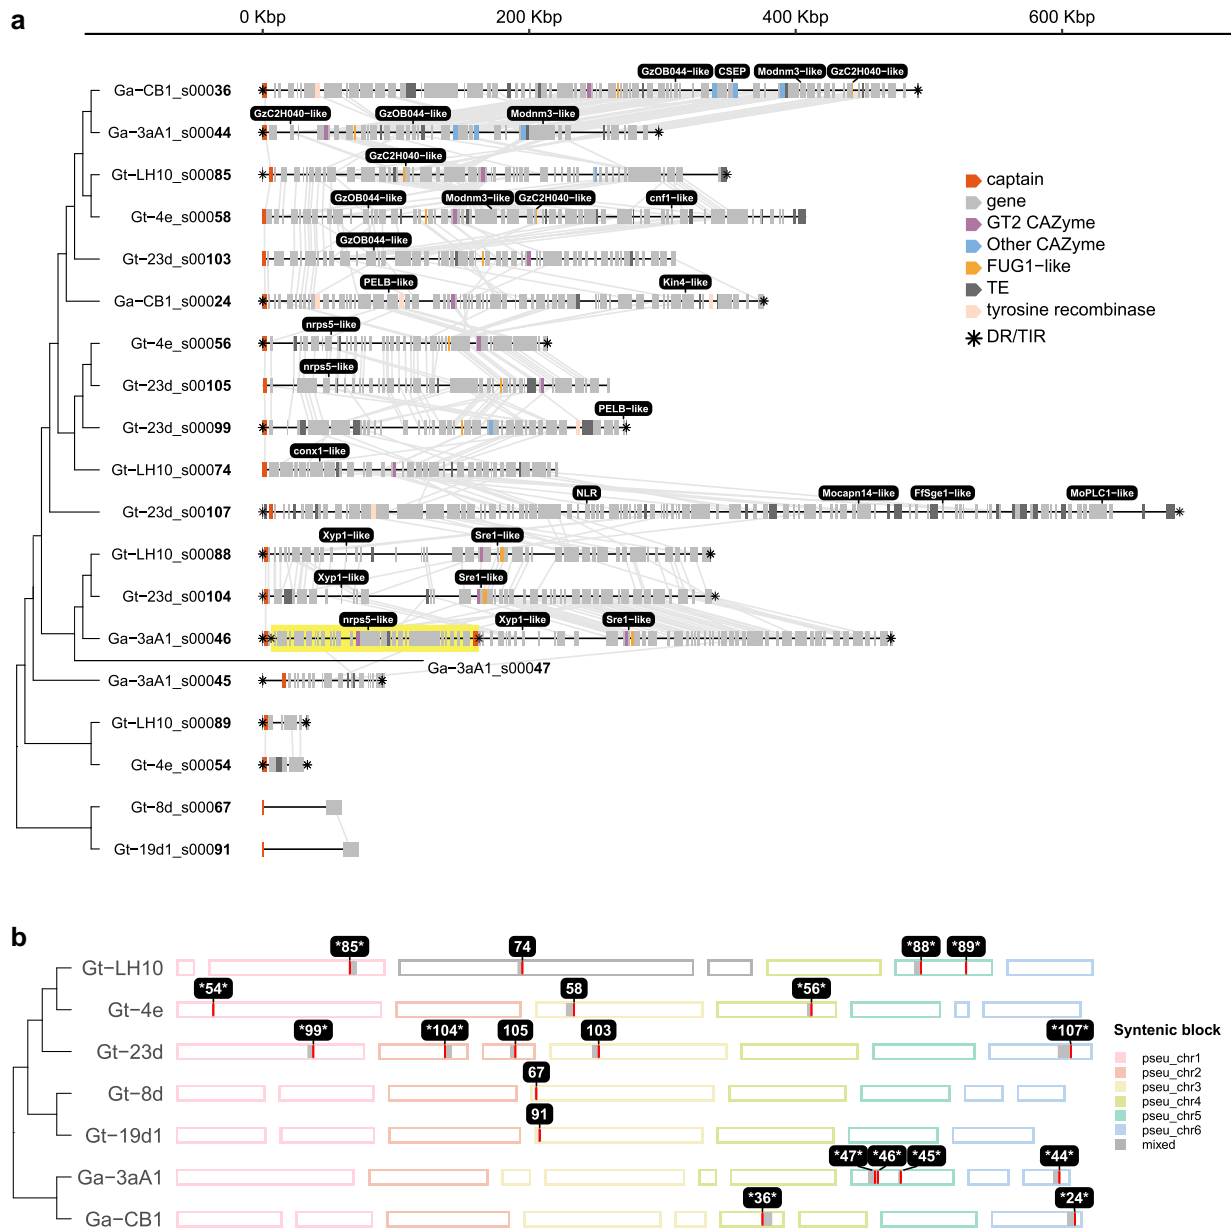 a
0 Kbp 200 Kbp 400 Kbp 600 Kbp
GzOB044−like CSEP Modnm3−like GzC2H040−like
Ga−CB1_s00036
GzC2H040−like GzOB044−like Modnm3−like
Ga−3aA1_s00044
GzC2H040−like
Gt−LH10_s00085
GzOB044−like Modnm3−like GzC2H040−like cnf1−like
Gt−4e_s00058
GzOB044−like
Gt−23d_s00103
PELB−like Kin4−like
Ga−CB1_s00024
nrps5−like
Gt−4e_s00056
nrps5−like
Gt−23d_s00105
PELB−like
Gt−23d_s00099
conx1−like
Gt−LH10_s00074
NLR Mocapn14−like FfSge1−like MoPLC1−like
Gt−23d_s00107
Xyp1−like Sre1−like
Gt−LH10_s00088
Xyp1−like Sre1−like
Gt−23d_s00104
nrps5−like Xyp1−like Sre1−like
Ga−3aA1_s00046
Ga−3aA1_s00047
Ga−3aA1_s00045
Gt−LH10_s00089
Gt−4e_s00054
Gt−8d_s00067
Gt−19d1_s00091
captain
gene
GT2 CAZyme
Other CAZyme
FUG1−like
TE
tyrosine recombinase
DR/TIR
b
*85* 74 *88* *89*
Gt−LH10
*54* 58 *56*
Gt−4e
*99* *104* 105 103 *107*
Gt−23d
67
Gt−8d
91
Gt−19d1
*47* *46* *45* *44*
Ga−3aA1
*36* *24*
Ga−CB1
Syntenic block
pseu_chr1
pseu_chr2
pseu_chr3
pseu_chr4
pseu_chr5
pseu_chr6
mixed